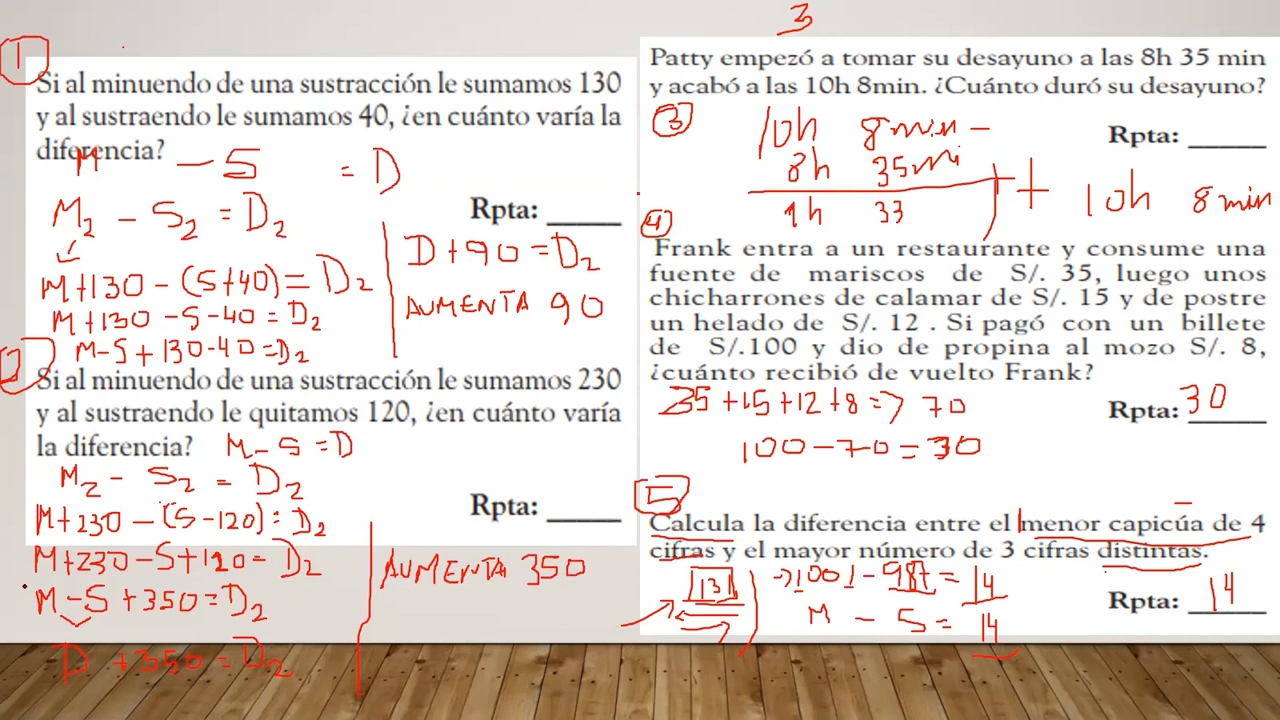 1
Si al minuendo de una sustracción le sumamos 130
y al sustraendo le sumamos 40, ¿en cuánto varía la
diferencia?
M - S = D
M2 - S2 = D2
Rpta: ______
M+130 - (S+40) = D2
M+130 -S-40 = D2
M-S+130-40=D2
D+90=D2
AUMENTA 90
2
Si al minuendo de una sustracción le sumamos 230
y al sustraendo le quitamos 120, ¿en cuánto varía
la diferencia? M-S=D
M2 - S2 = D2
Rpta: ______
M+230 - (S-120) = D2
M+230-S+120= D2
M-S+350=D2
D+350=D2
AUMENTA 350
3
Patty empezó a tomar su desayuno a las 8h 35 min
y acabó a las 10h 8min. ¿Cuánto duró su desayuno?
3
10h 8min -
8h 35mi
1h 33
Rpta: ______
+ 10h 8min
4
Frank entra a un restaurante y consume una
fuente de mariscos de S/. 35, luego unos
chicharrones de calamar de S/. 15 y de postre
un helado de S/. 12 . Si pagó con un billete
de S/.100 y dio de propina al mozo S/. 8,
¿cuánto recibió de vuelto Frank?
35+15+12+8=> 70
Rpta: 30
100-70=30
5
Calcula la diferencia entre el menor capicúa de 4
cifras y el mayor número de 3 cifras distintas.
131
→1001-987=14
Rpta: 14
M - S = 14